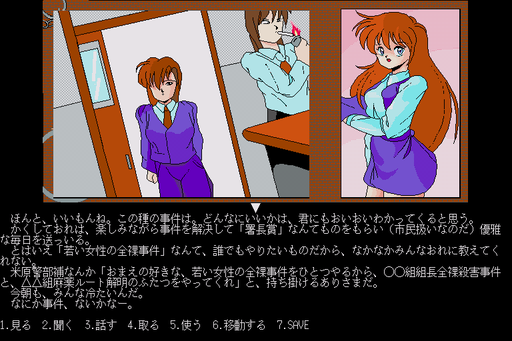 ほんと、いいもんね。この種の事件は。どんなにいいかは、君にもおいおいわかってくると思う。
かくしておれは、楽しみながら事件を解決して「署長賞」なんてものをもらい（市民扱いなのだ）優雅
な毎日を送っいる。
とはいえ「若い女性の全裸事件」なんて、誰でもやりたいものだから、なかなかみんなおれに教えてく
れない。
米原警部補なんか「おまえの好きな、若い女性の全裸事件をひとつやるから、〇〇組組長全裸殺害事件
と、△△組麻薬ルート解明のふたつをやってくれ」と、持ち掛けるありさまだ。
今朝も、みんな冷たいんだ。
なにか事件、ないかなー。
1.見る 2.聞く 3.話す 4.取る 5.使う 6.移動する 7.SAVE